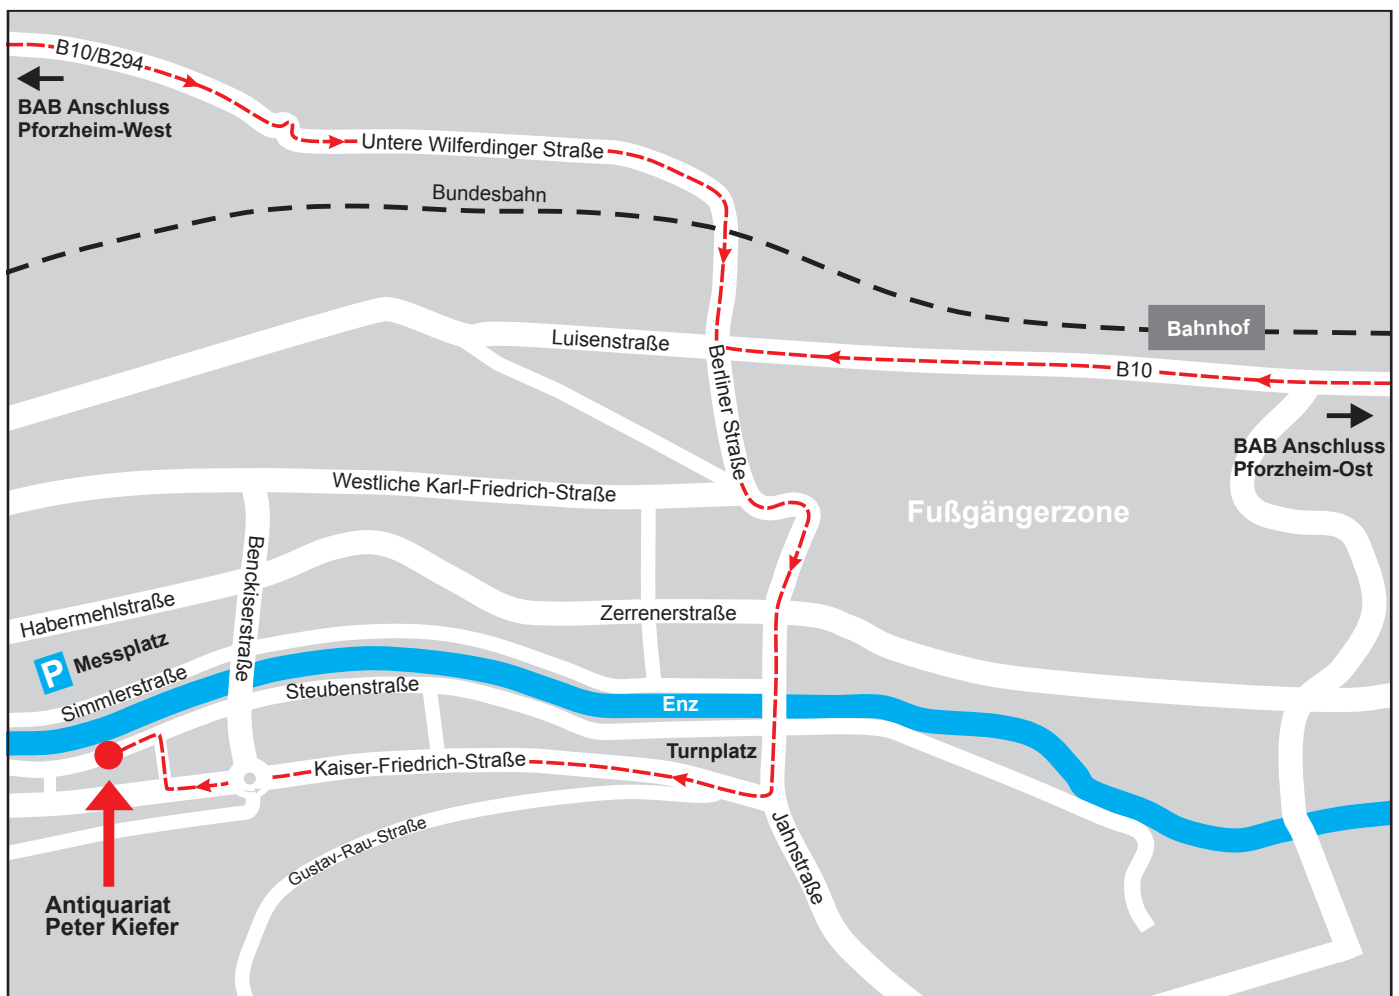 B10/B294
BAB Anschluss
Pforzheim-West
Untere Wilferdinger Straße
Bundesbahn
Bahnhof
Luisenstraße
Berliner Straße
B10
BAB Anschluss
Pforzheim-Ost
Westliche Karl-Friedrich-Straße
Fußgängerzone
Benckiserstraße
Habermehlstraße
Zerrenerstraße
P Messplatz
Simmlerstraße
Steubenstraße
Enz
Turnplatz
Kaiser-Friedrich-Straße
Gustav-Rau-Straße
Jahnstraße
Antiquariat
Peter Kiefer